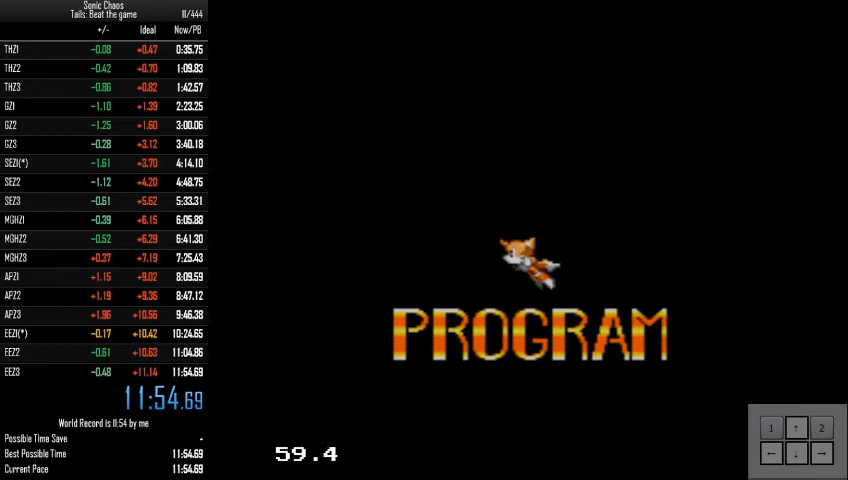 Sonic Chaos
Tails: Beat the game 11/444
+/- Ideal Now/PB
THZ1 -0.08 +0.47 0:35.75
THZ2 -0.42 +0.70 1:09.83
THZ3 -0.86 +0.82 1:42.57
GZ1 -1.10 +1.39 2:23.25
GZ2 -1.25 +1.60 3:00.06
GZ3 -0.28 +3.12 3:40.18
SEZ1(*) -1.61 +3.70 4:14.10
SEZ2 -1.12 +4.20 4:48.75
SEZ3 -0.61 +5.62 5:33.31
MGHZ1 -0.39 +6.15 6:05.88
MGHZ2 -0.52 +6.29 6:41.30
MGHZ3 +0.37 +7.19 7:25.43
APZ1 +1.15 +9.02 8:09.59
APZ2 +1.19 +9.36 8:47.12
APZ3 +1.96 +10.56 9:46.38
EEZ1(*) -0.17 +10.42 10:24.65
EEZ2 -0.61 +10.63 11:04.86
EEZ3 -0.48 +11.14 11:54.69
11:54.69
World Record is 11:54 by me
Possible Time Save -
Best Possible Time 11:54.69
Current Pace 11:54.69
PROGRAM
59.4
1 ↑ 2
← ↓ →